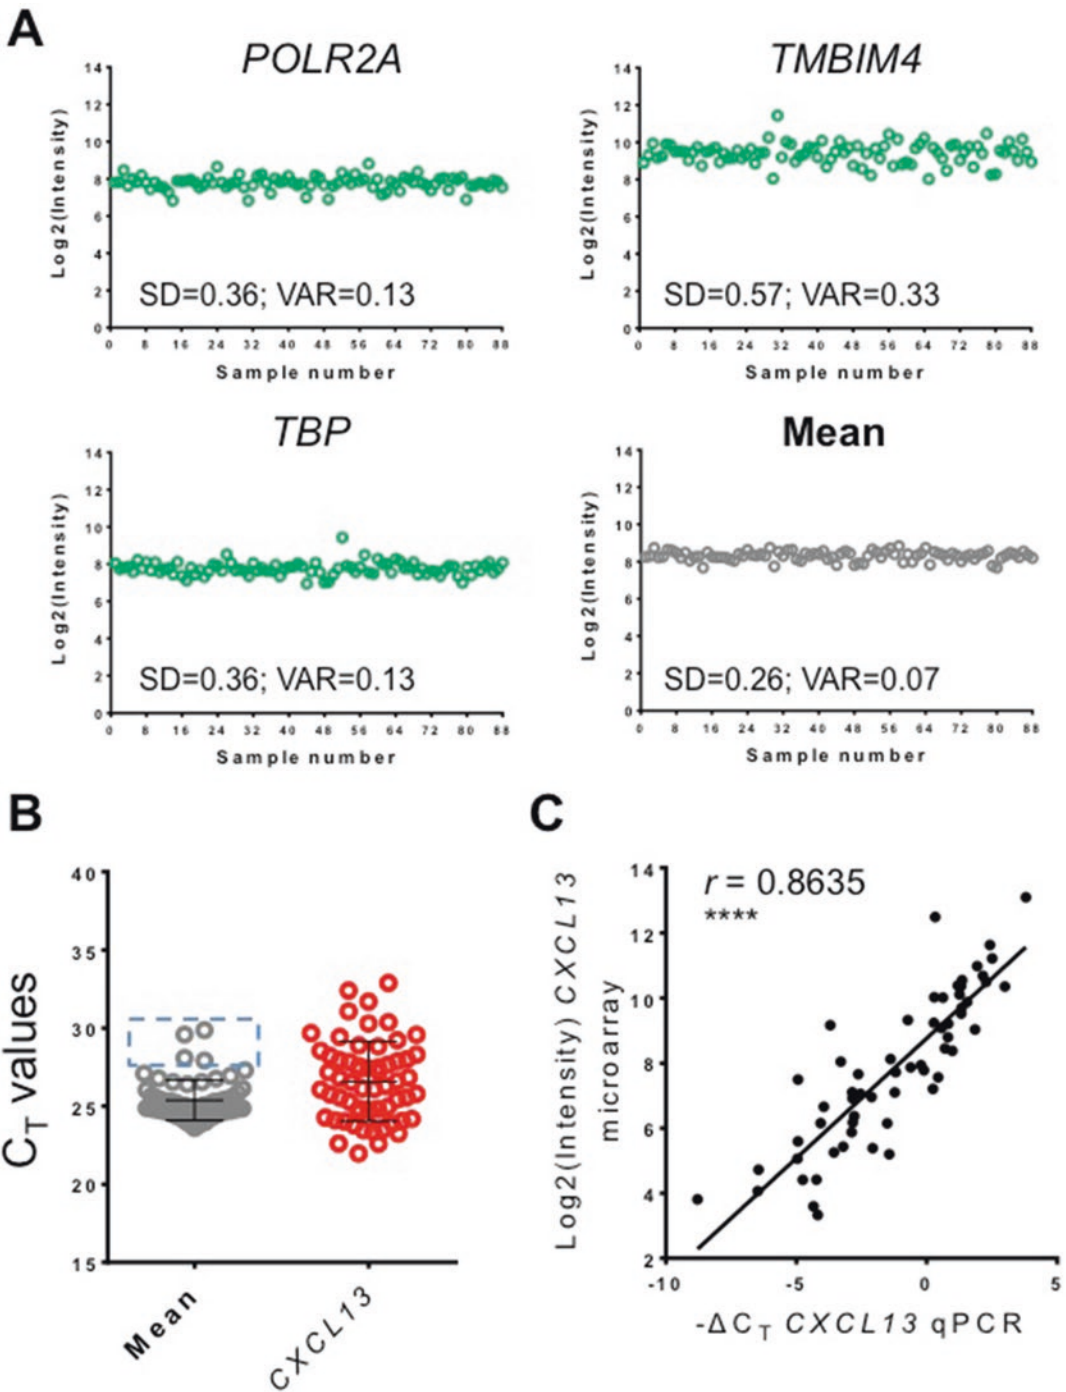 A
POLR2A
14
12
10
8
6
4
2
0
Log2(Intensity)
SD=0.36; VAR=0.13
0 8 16 24 32 40 48 56 64 72 80 88
Sample number
TMBIM4
14
12
10
8
6
4
2
0
Log2(Intensity)
SD=0.57; VAR=0.33
0 8 16 24 32 40 48 56 64 72 80 88
Sample number
TBP
14
12
10
8
6
4
2
0
Log2(Intensity)
SD=0.36; VAR=0.13
0 8 16 24 32 40 48 56 64 72 80 88
Sample number
Mean
14
12
10
8
6
4
2
0
Log2(Intensity)
SD=0.26; VAR=0.07
0 8 16 24 32 40 48 56 64 72 80 88
Sample number
B
40
35
30
25
20
15
CT values
Mean
CXCL13
C
14
12
10
8
6
4
2
Log2(Intensity) CXCL13
microarray
r = 0.8635
****
-10 -5 0 5
-ΔCT CXCL13 qPCR